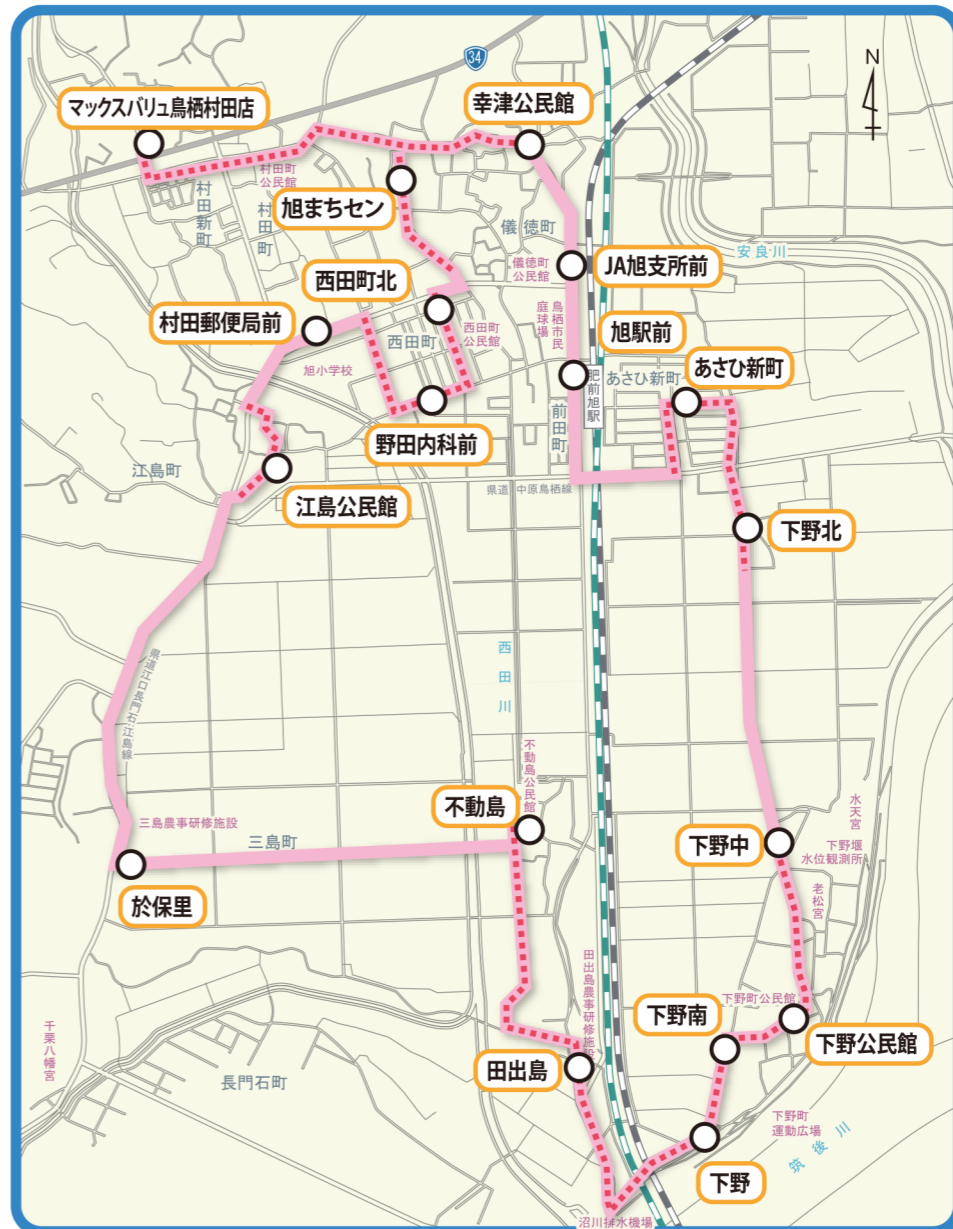 34
N
マックスバリュ鳥栖村田店
幸津公民館
村田町
公民館
村田新町
村田町
旭まちセン
儀徳町
儀徳町
公民館
JA旭支所前
安良川
西田町北
村田郵便局前
西田町
西田町
公民館
鳥栖市民
庭球場
旭駅前
旭小学校
肥前旭駅
あさひ新町
あさひ新町
前田町
野田内科前
江島町
江島公民館
県道 中原鳥栖線
下野北
西田川
県道江口長門石江島線
不動島公民館
不動島
三島農事研修施設
三島町
於保里
水天宮
下野中
下野堰
水位観測所
老松宮
田出島農事研修施設
下野町公民館
下野南
下野公民館
千栗八幡宮
長門石町
田出島
下野町
運動広場
筑後川
下野
沼川排水機場